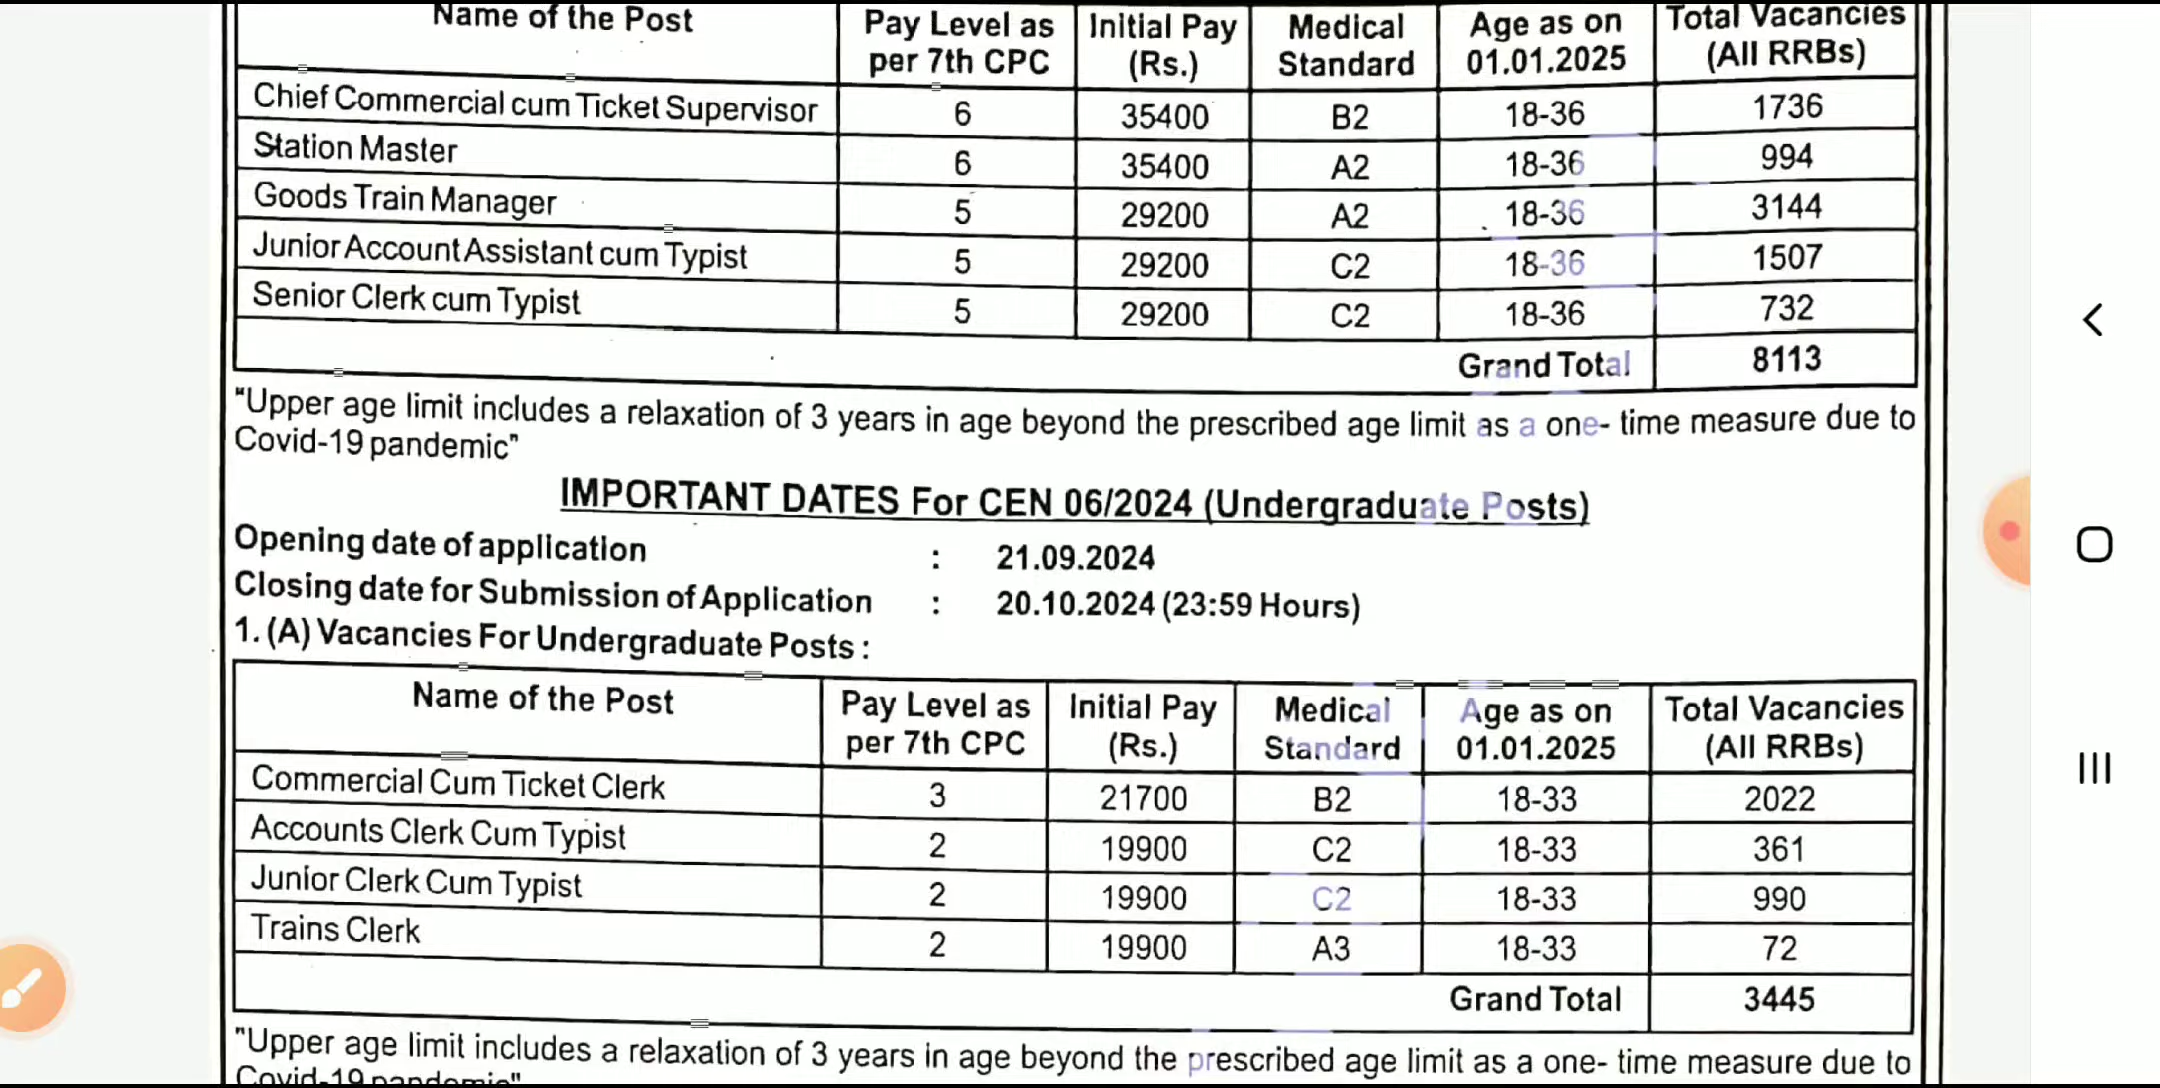 Name of the Post | Pay Level as per 7th CPC | Initial Pay (Rs.) | Medical Standard | Age as on 01.01.2025 | Total Vacancies (All RRBs)
Chief Commercial cum Ticket Supervisor | 6 | 35400 | B2 | 18-36 | 1736
Station Master | 6 | 35400 | A2 | 18-36 | 994
Goods Train Manager | 5 | 29200 | A2 | 18-36 | 3144
Junior Account Assistant cum Typist | 5 | 29200 | C2 | 18-36 | 1507
Senior Clerk cum Typist | 5 | 29200 | C2 | 18-36 | 732
Grand Total | 8113
"Upper age limit includes a relaxation of 3 years in age beyond the prescribed age limit as a one- time measure due to
Covid-19 pandemic"
IMPORTANT DATES For CEN 06/2024 (Undergraduate Posts)
Opening date of application : 21.09.2024
Closing date for Submission of Application : 20.10.2024 (23:59 Hours)
1. (A) Vacancies For Undergraduate Posts :
Name of the Post | Pay Level as per 7th CPC | Initial Pay (Rs.) | Medical Standard | Age as on 01.01.2025 | Total Vacancies (All RRBs)
Commercial Cum Ticket Clerk | 3 | 21700 | B2 | 18-33 | 2022
Accounts Clerk Cum Typist | 2 | 19900 | C2 | 18-33 | 361
Junior Clerk Cum Typist | 2 | 19900 | C2 | 18-33 | 990
Trains Clerk | 2 | 19900 | A3 | 18-33 | 72
Grand Total | 3445
"Upper age limit includes a relaxation of 3 years in age beyond the prescribed age limit as a one- time measure due to
Covid-19 pandemic"